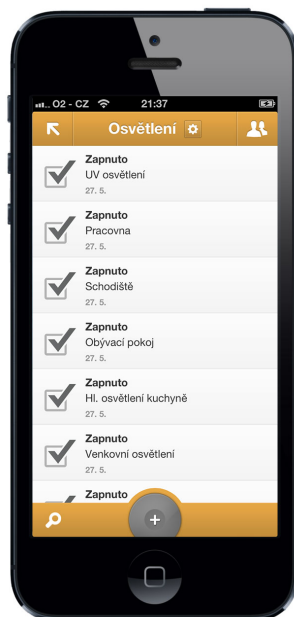 O2 - CZ 21:37
Osvětlení
Zapnuto
UV osvětlení
27. 5.
Zapnuto
Pracovna
27. 5.
Zapnuto
Schodiště
27. 5.
Zapnuto
Obývací pokoj
27. 5.
Zapnuto
Hl. osvětlení kuchyně
27. 5.
Zapnuto
Venkovní osvětlení
27. 5.
Zapnuto